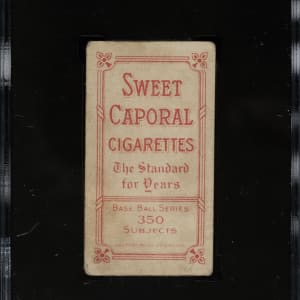 SWEET
CAPORAL
CIGARETTES
The Standard
for Years
BASE BALL SERIES
350
SUBJECTS